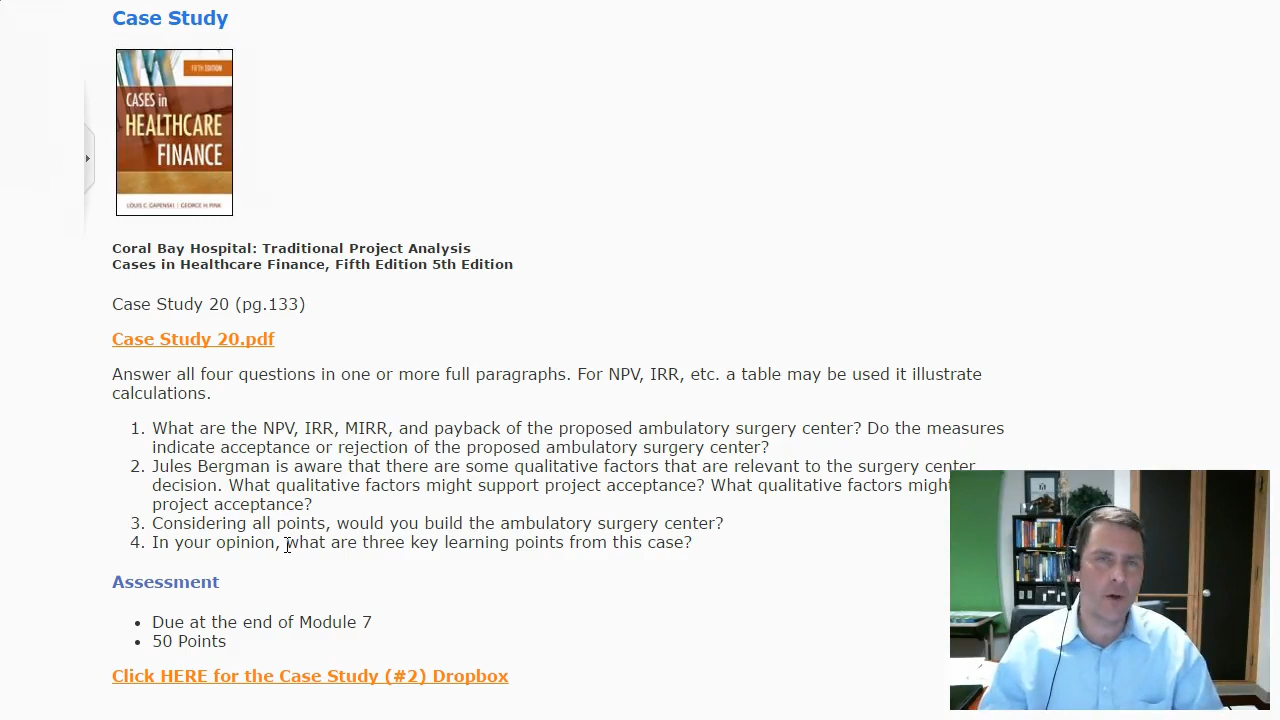 Case Study
FIFTH EDITION
CASES in
HEALTHCARE
FINANCE
LOUIS C. GAPENSKI | GEORGE H. PINK
Coral Bay Hospital: Traditional Project Analysis
Cases in Healthcare Finance, Fifth Edition 5th Edition
Case Study 20 (pg.133)
Case Study 20.pdf
Answer all four questions in one or more full paragraphs. For NPV, IRR, etc. a table may be used it illustrate
calculations.
1. What are the NPV, IRR, MIRR, and payback of the proposed ambulatory surgery center? Do the measures
indicate acceptance or rejection of the proposed ambulatory surgery center?
2. Jules Bergman is aware that there are some qualitative factors that are relevant to the surgery center
decision. What qualitative factors might support project acceptance? What qualitative factors might
project acceptance?
3. Considering all points, would you build the ambulatory surgery center?
4. In your opinion, what are three key learning points from this case?
Assessment
• Due at the end of Module 7
• 50 Points
Click HERE for the Case Study (#2) Dropbox